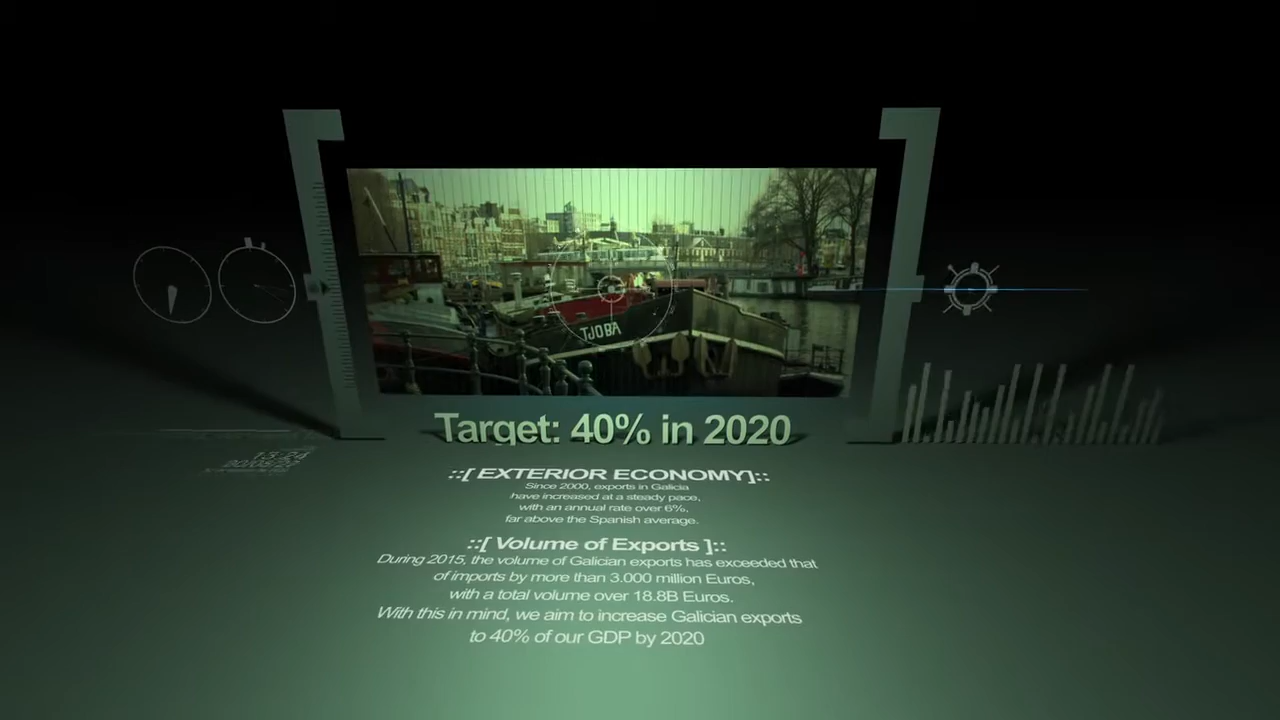 TJOBA
Target: 40% in 2020
13:24
::[ EXTERIOR ECONOMY]::
Since 2000, exports in Galicia
have increased at a steady pace,
with an annual rate over 6%,
far above the Spanish average.
::[ Volume of Exports ]::
During 2015, the volume of Galician exports has exceeded that
of imports by more than 3.000 million Euros,
with a total volume over 18.8B Euros.
With this in mind, we aim to increase Galician exports
to 40% of our GDP by 2020